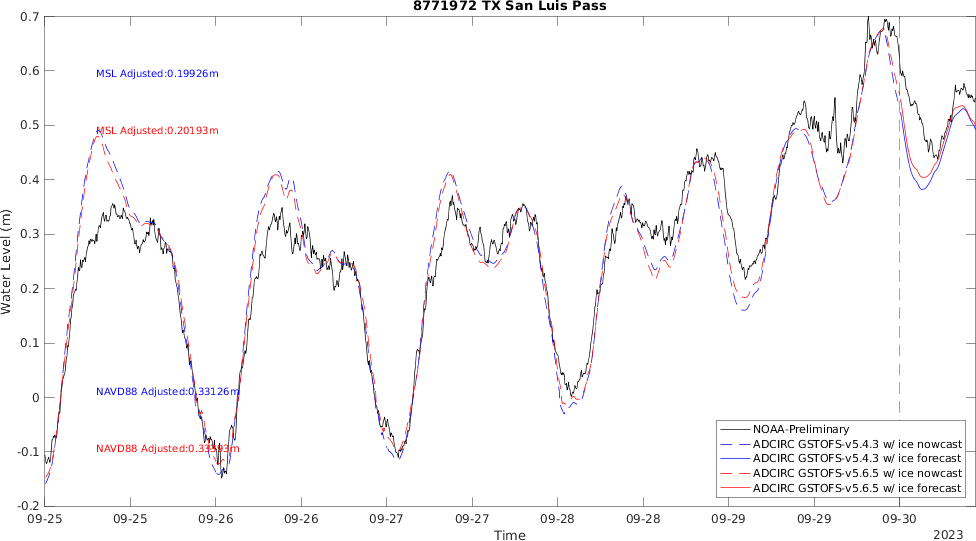 8771972 TX San Luis Pass
0.7
0.6
0.5
0.4
0.3
0.2
0.1
0
-0.1
-0.2
Water Level (m)
MSL Adjusted:0.19926m
MSL Adjusted:0.20193m
NAVD88 Adjusted:0.33126m
NAVD88 Adjusted:0.33393m
NOAA-Preliminary
ADCIRC GSTOFS-v5.4.3 w/ ice nowcast
ADCIRC GSTOFS-v5.4.3 w/ ice forecast
ADCIRC GSTOFS-v5.6.5 w/ ice nowcast
ADCIRC GSTOFS-v5.6.5 w/ ice forecast
09-25 09-25 09-26 09-26 09-27 09-27 09-28 09-28 09-29 09-29 09-30
Time
2023